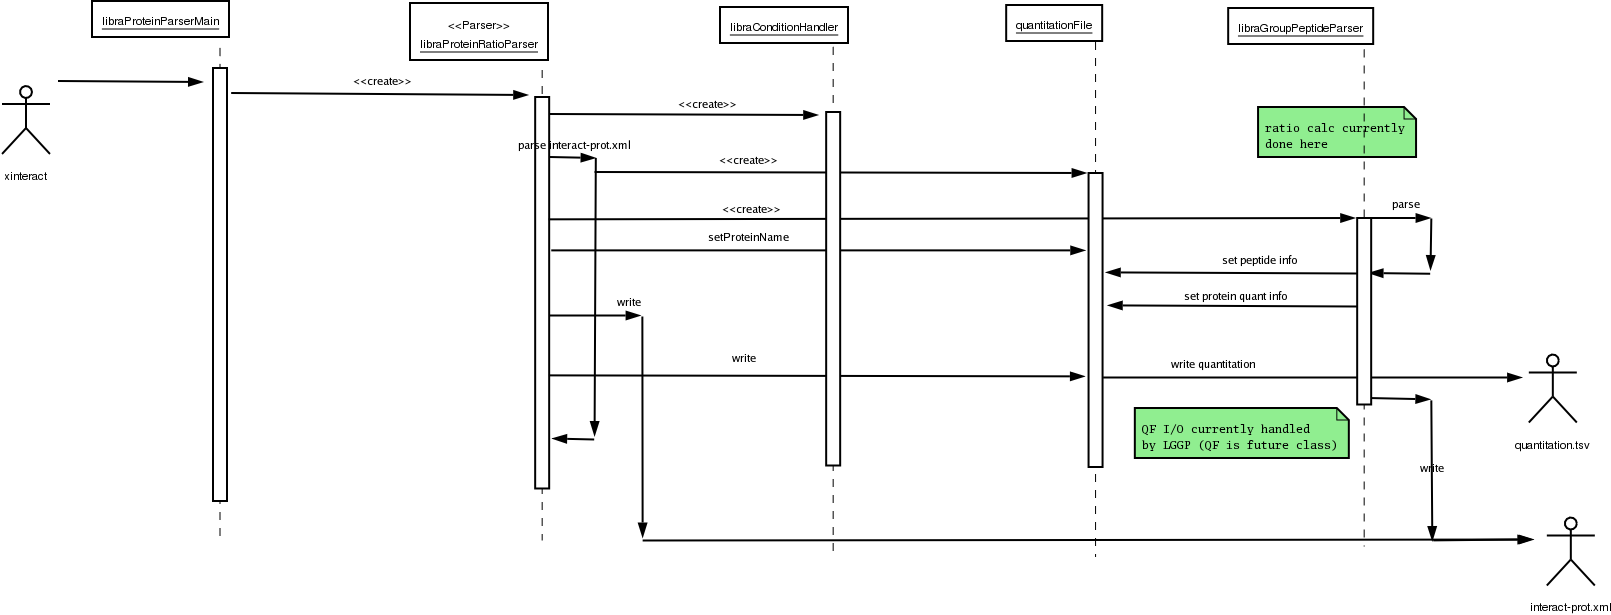 libraProteinParserMain
<<Parser>>
libraProteinRatioParser
libraConditionHandler
quantitationFile
libraGroupPeptideParser
<<create>>
<<create>>
ratio calc currently
done here
parse interact-prot.xml
<<create>>
xinteract
<<create>>
parse
setProteinName
set peptide info
set protein quant info
write
write
write quantitation
QF I/O currently handled
by LGGP (QF is future class)
quantitation.tsv
write
interact-prot.xml